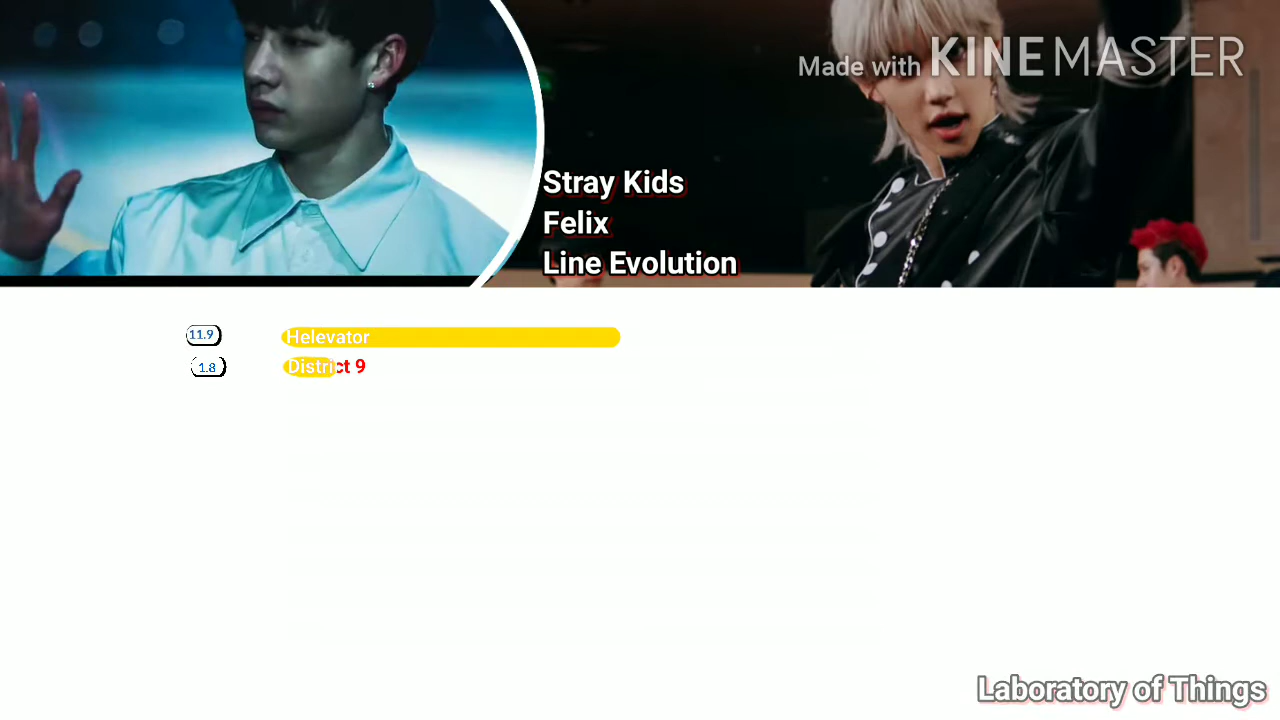 Made with KINEMASTER
Stray Kids
Felix
Line Evolution
11.9 Helevator
1.8 District 9
Laboratory of Things